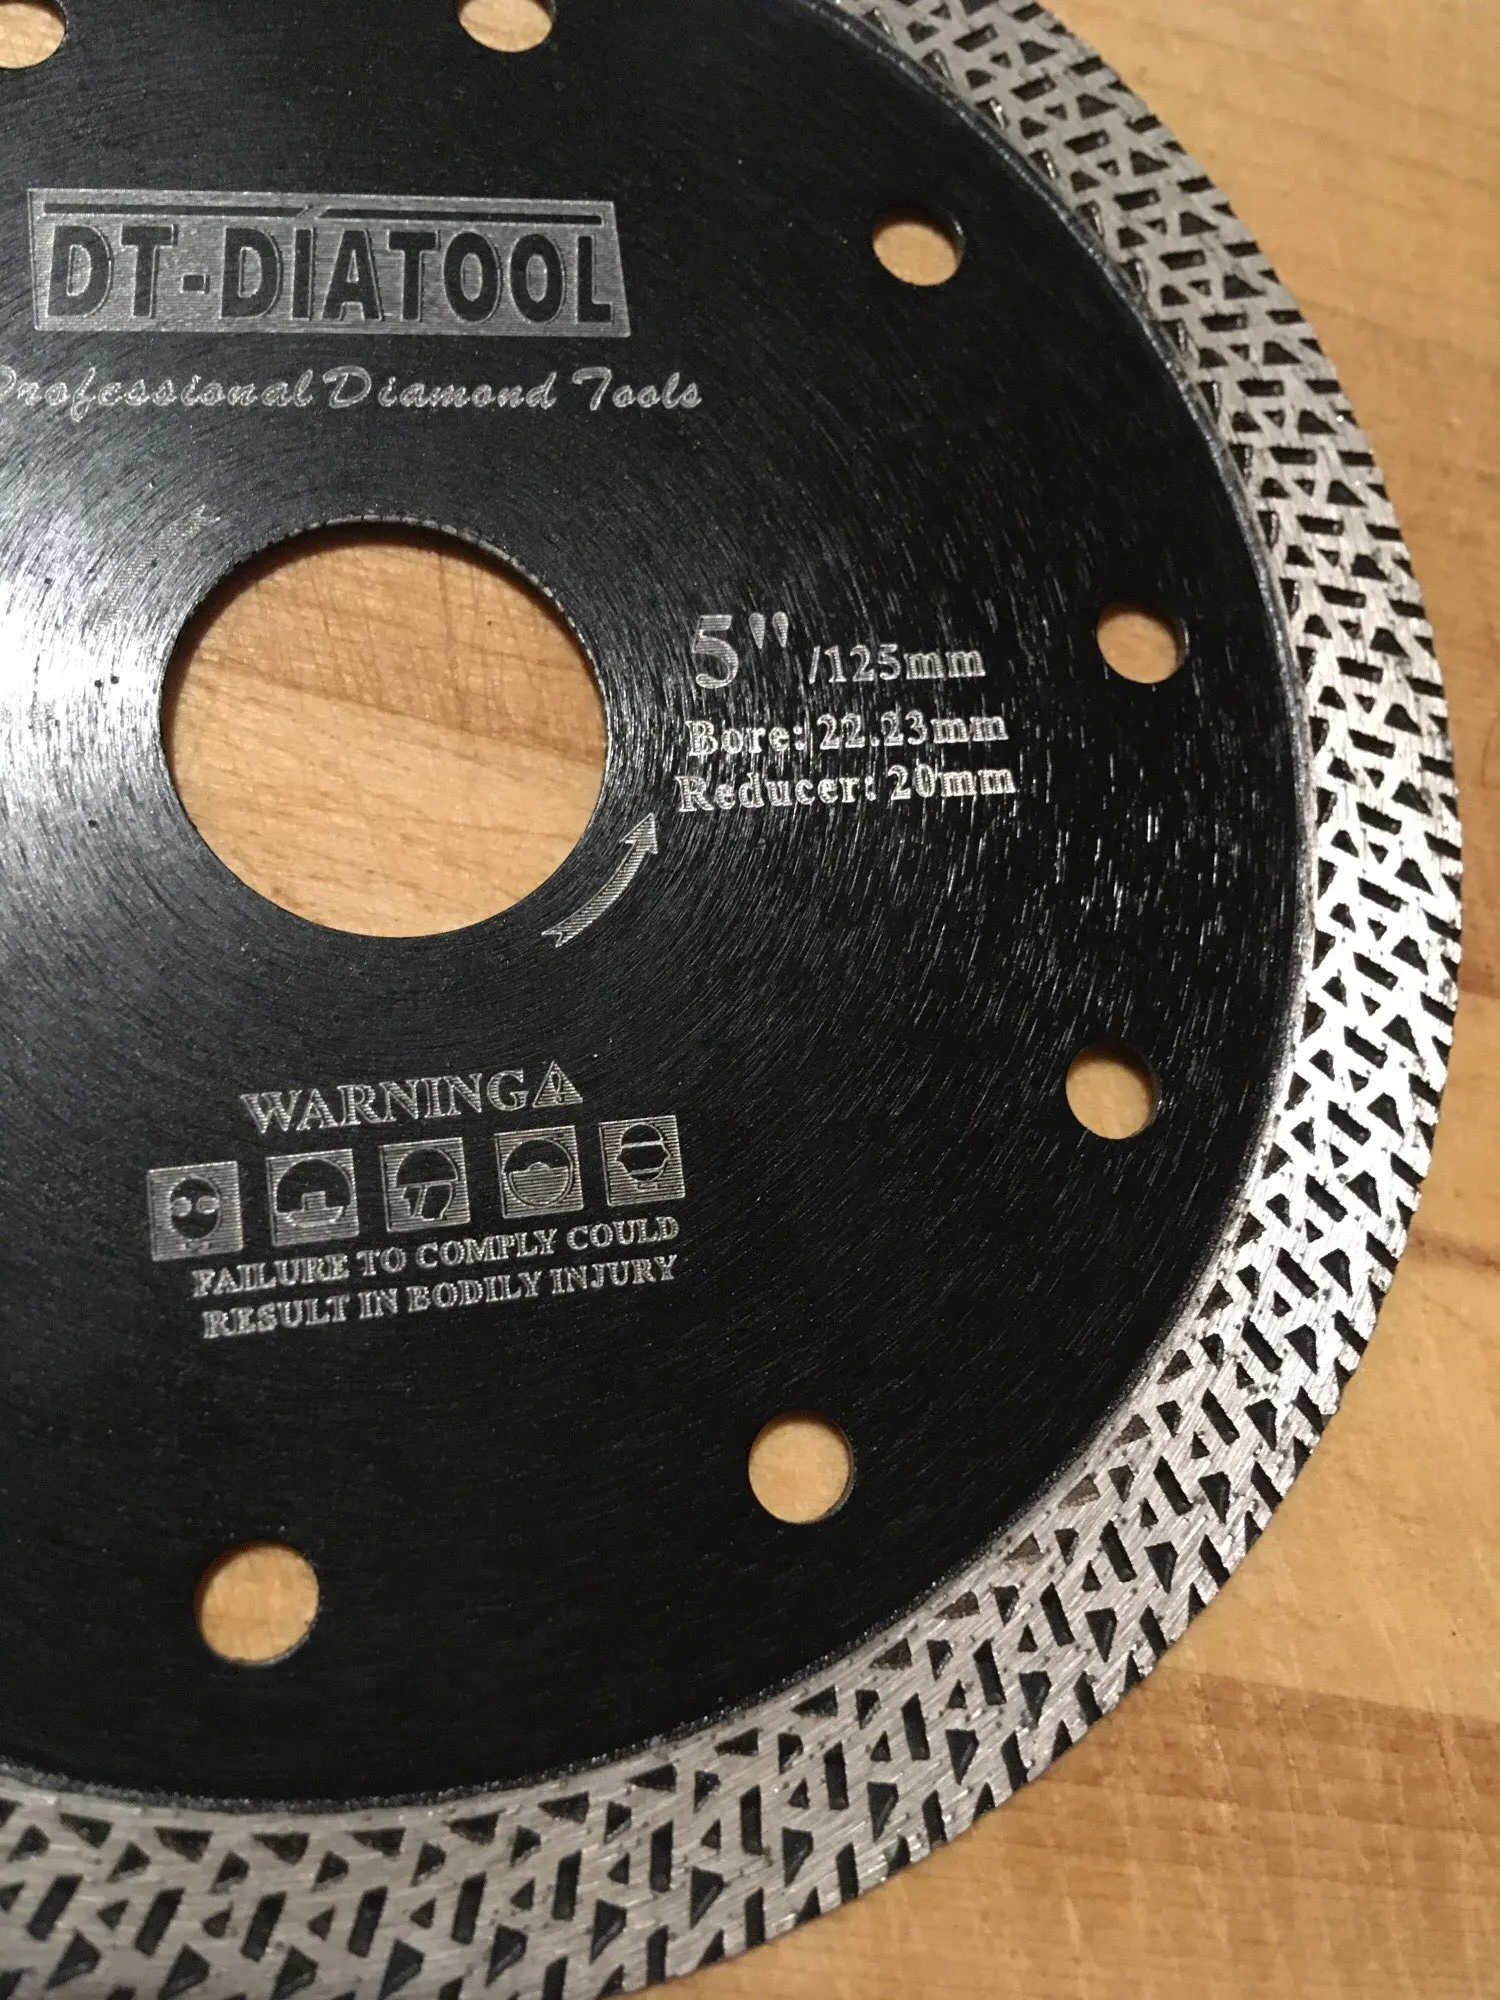 DT-DIATOOL
Professional Diamond Tools
5" /125mm
Bore: 22.23mm
Reducer: 20mm
WARNING
FAILURE TO COMPLY COULD
RESULT IN BODILY INJURY